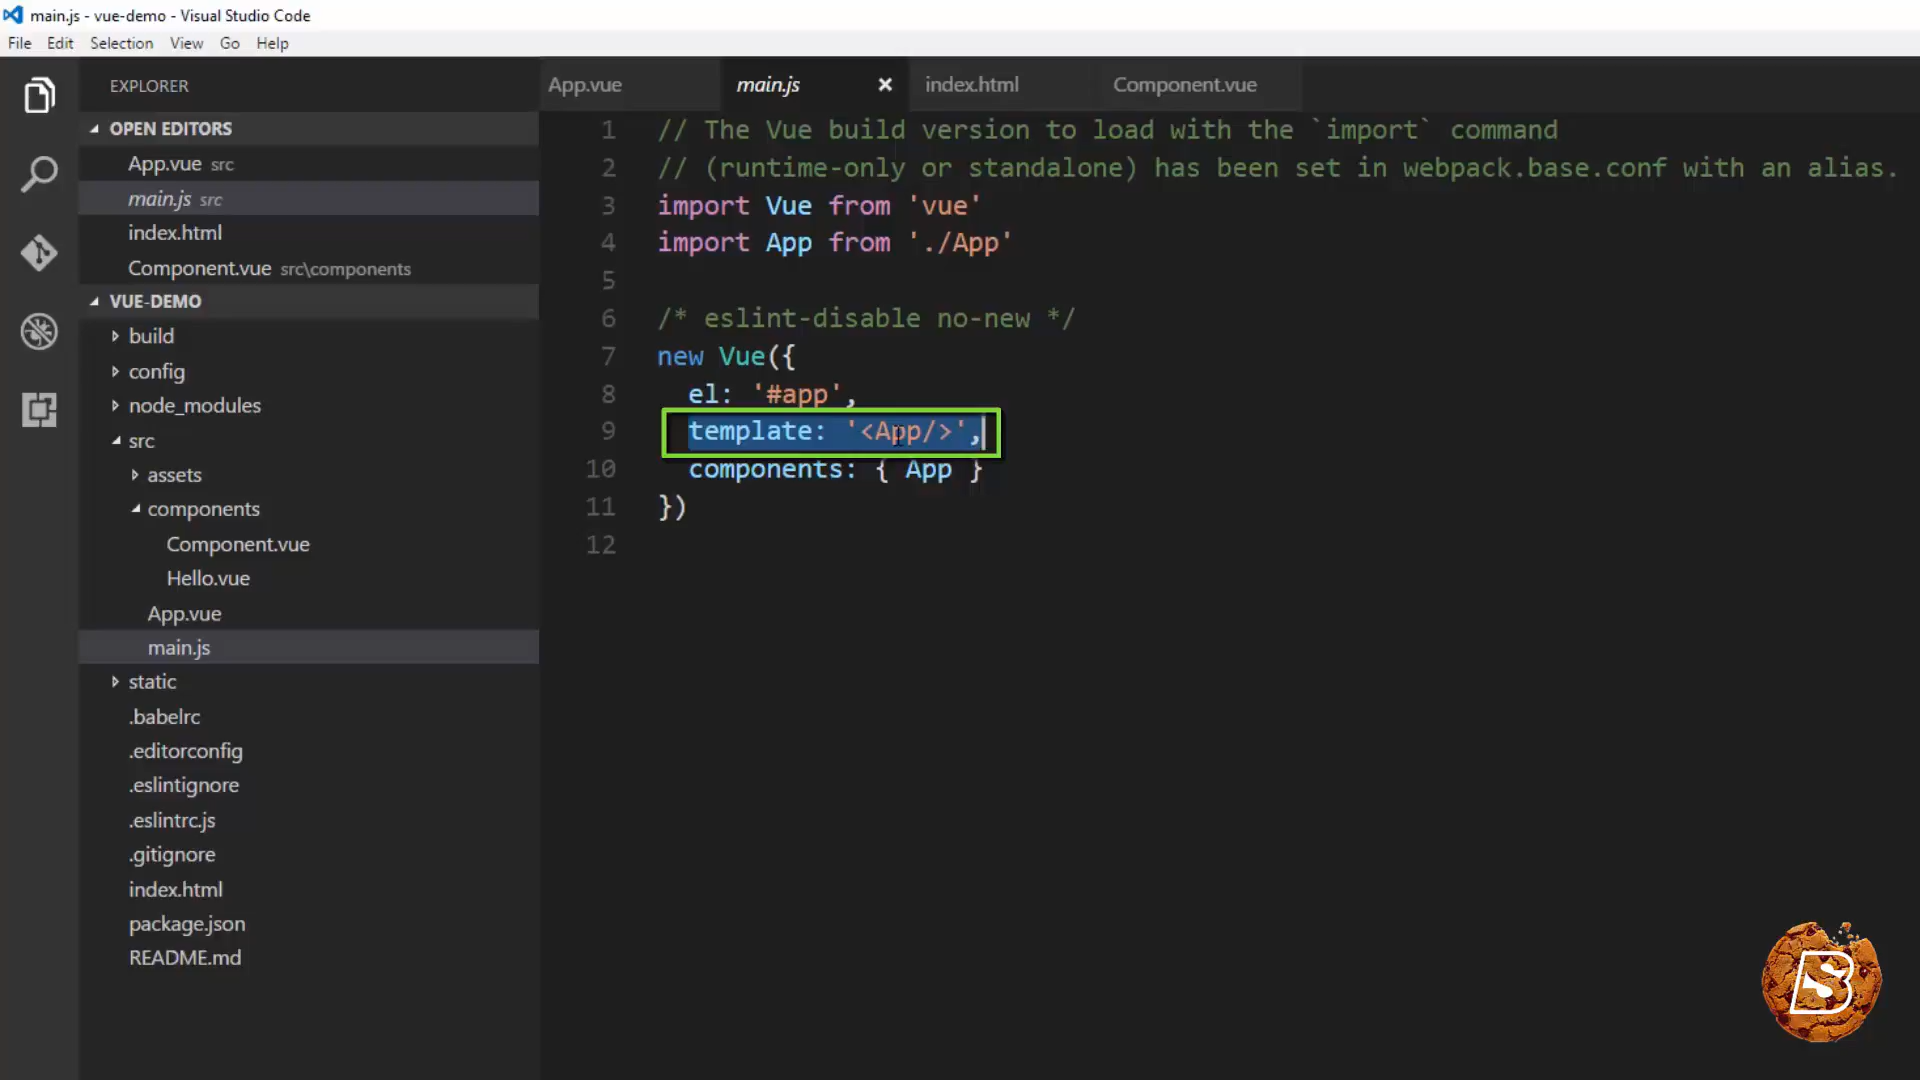 main.js - vue-demo - Visual Studio Code
File Edit Selection View Go Help
EXPLORER
OPEN EDITORS
App.vue src
main.js src
index.html
Component.vue src\components
VUE-DEMO
build
config
node_modules
src
assets
components
Component.vue
Hello.vue
App.vue
main.js
static
.babelrc
.editorconfig
.eslintignore
.eslintrc.js
.gitignore
index.html
package.json
README.md
App.vue main.js index.html Component.vue
1 // The Vue build version to load with the `import` command
2 // (runtime-only or standalone) has been set in webpack.base.conf with an alias.
3 import Vue from 'vue'
4 import App from './App'
5
6 /* eslint-disable no-new */
7 new Vue({
8 el: '#app',
9 template: '<App/>',
10 components: { App }
11 })
12
B